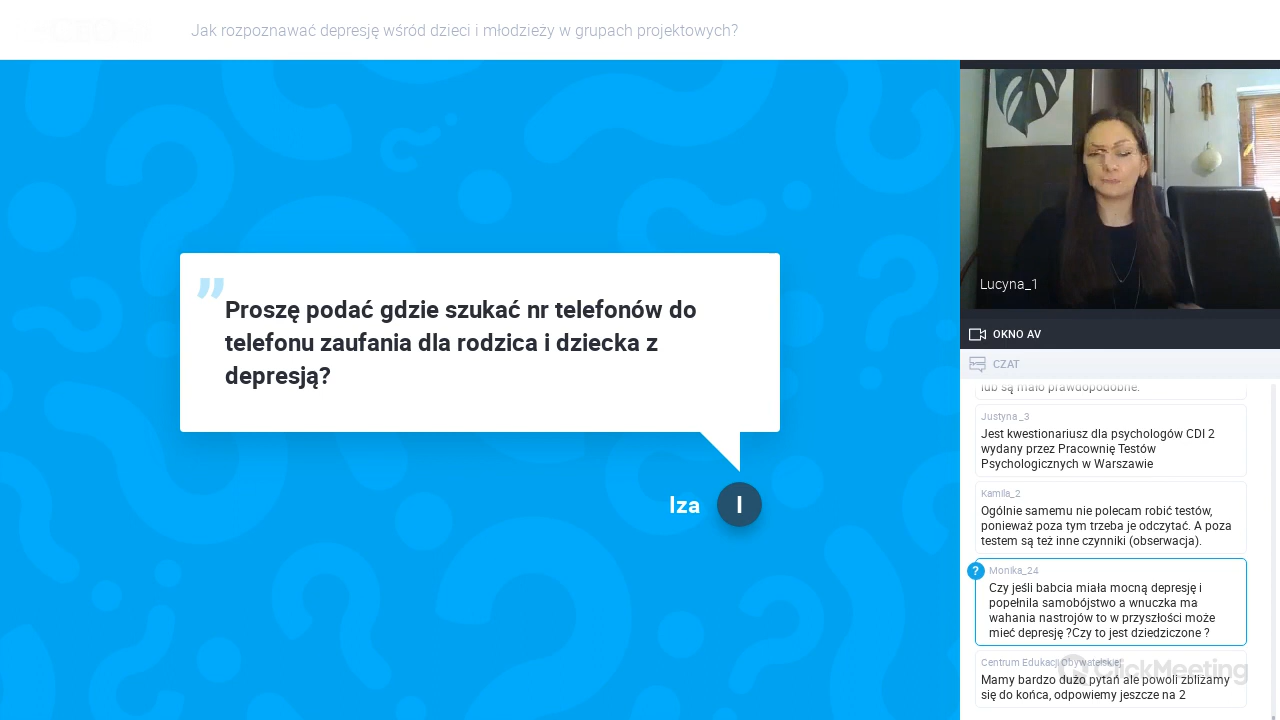 Jak rozpoznawać depresję wśród dzieci i młodzieży w grupach projektowych?
Proszę podać gdzie szukać nr telefonów do
telefonu zaufania dla rodzica i dziecka z
depresją?
Iza
I
Lucyna_1
OKNO AV
CZAT
lub są mało prawdopodobne.
Justyna_3
Jest kwestionariusz dla psychologów CDI 2
wydany przez Pracownię Testów
Psychologicznych w Warszawie
Kamila_2
Ogólnie samemu nie polecam robić testów,
ponieważ poza tym trzeba je odczytać. A poza
testem są też inne czynniki (obserwacja).
?
Monika_24
Czy jeśli babcia miała mocną depresję i
popełnila samobójstwo a wnuczka ma
wahania nastrojów to w przyszłości może
mieć depresję ?Czy to jest dziedziczone ?
Centrum Edukacji Obywatelskiej
ClickMeeting
Mamy bardzo dużo pytań ale powoli zbliżamy
się do końca, odpowiemy jeszcze na 2